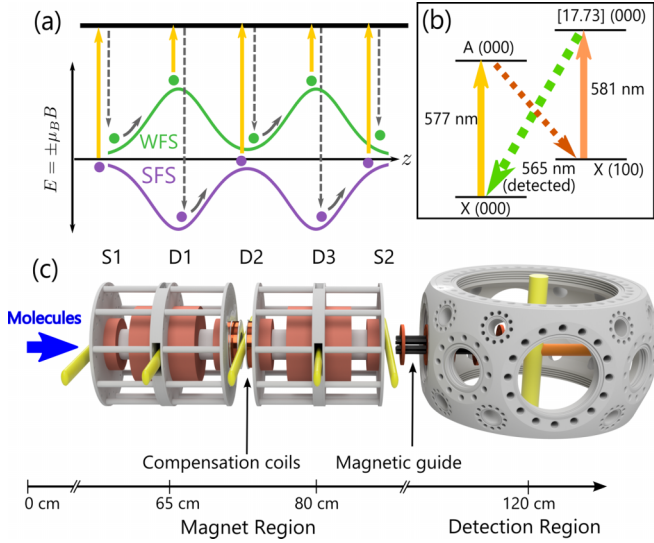 (a)
E = ±μ_B B
WFS
SFS
z
(b)
[17.73] (000)
A (000)
577 nm
581 nm
565 nm
(detected)
X (100)
X (000)
S1 D1 D2 D3 S2
(c)
Molecules
Compensation coils
Magnetic guide
0 cm 65 cm 80 cm 120 cm
Magnet Region Detection Region